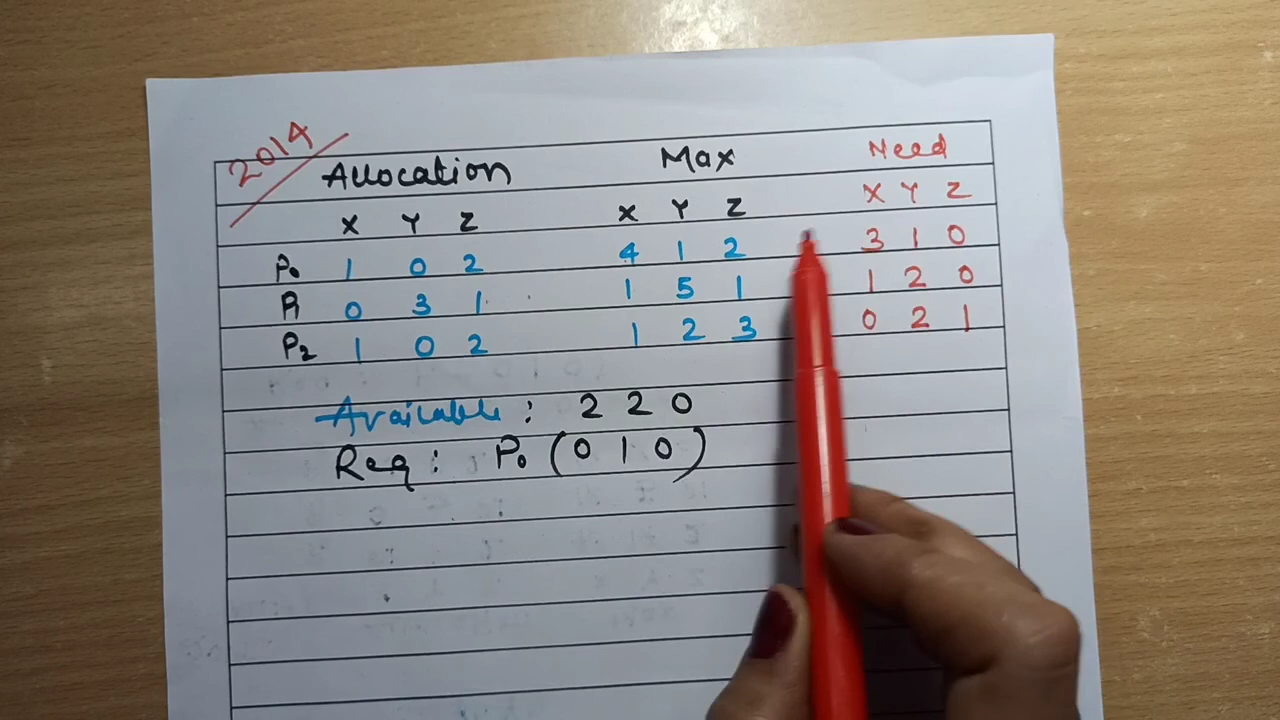 2014
Allocation Max Need
X Y Z X Y Z X Y Z
P0 1 0 2 4 1 2 3 1 0
P1 0 3 1 1 5 1 1 2 0
P2 1 0 2 1 2 3 0 2 1
Available : 2 2 0
Req : P0 (0 1 0)